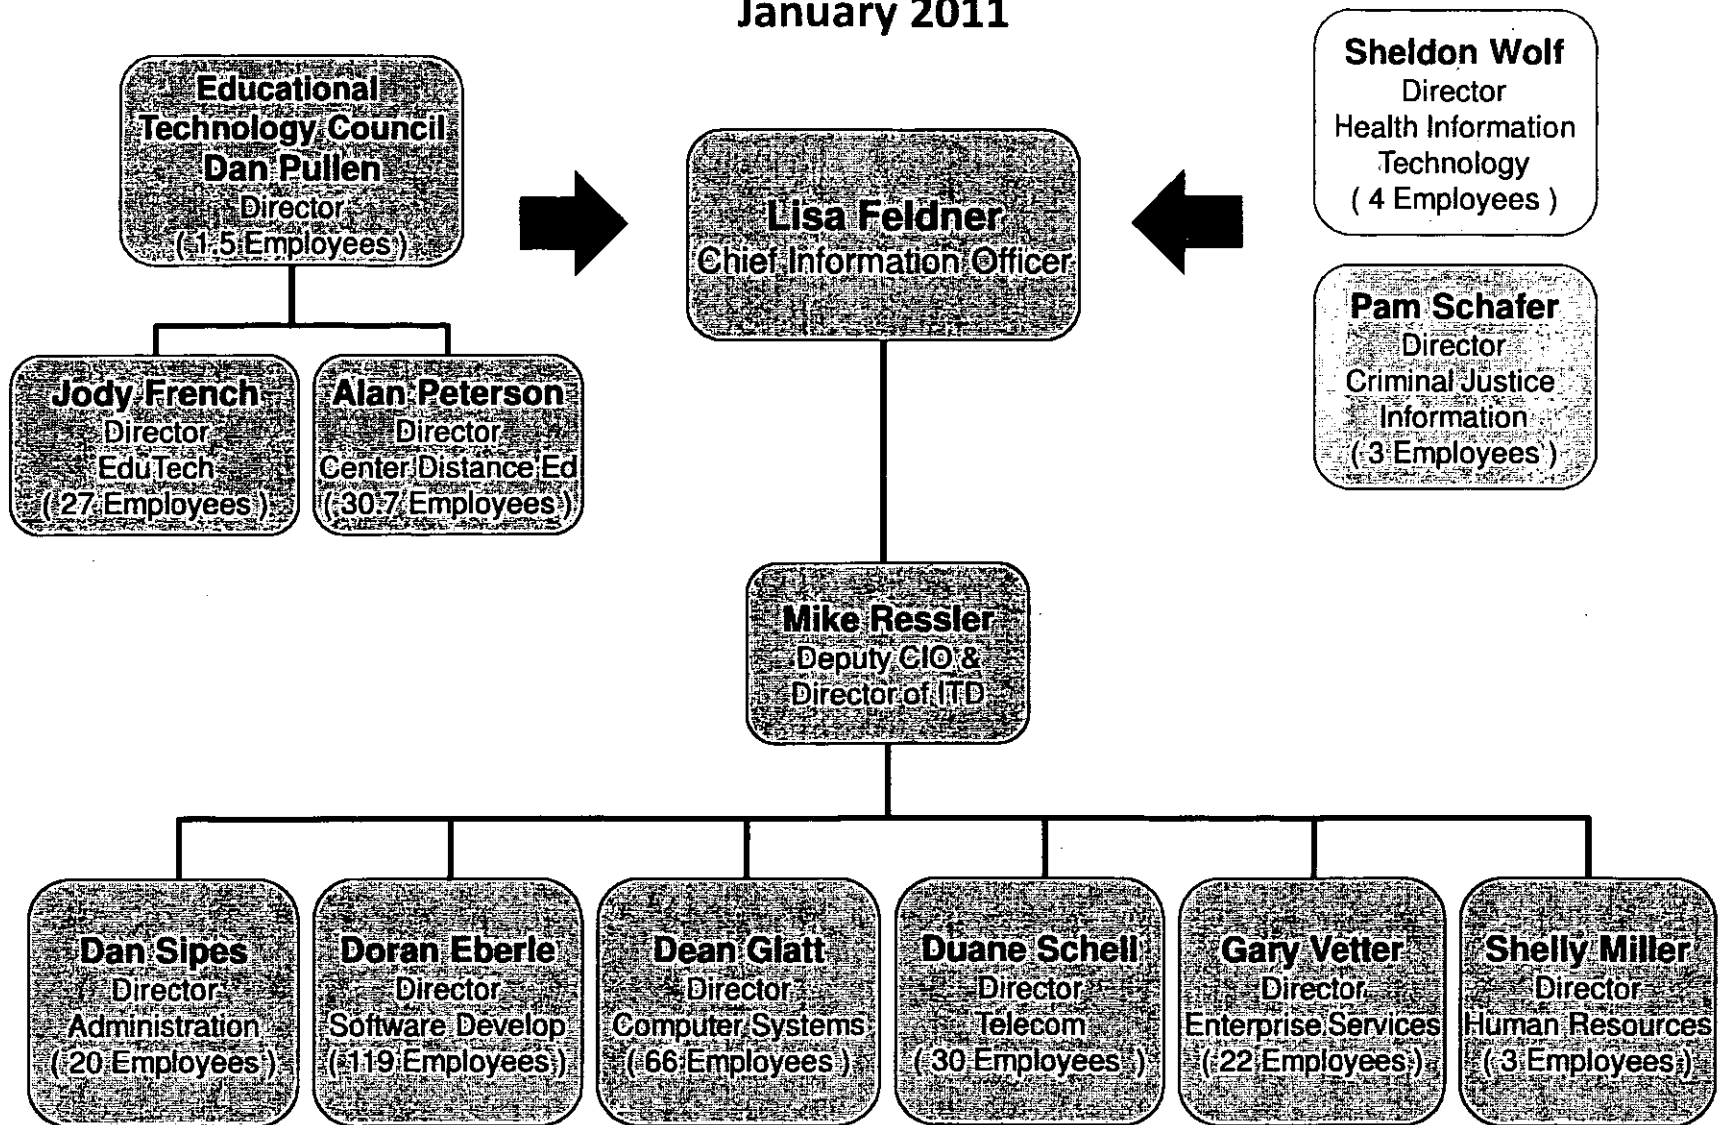 January 2011
Educational
Technology Council
Dan Pullen
Director
( 1.5 Employees )
Lisa Feldner
Chief Information Officer
Sheldon Wolf
Director
Health Information
Technology
( 4 Employees )
Pam Schafer
Director
Criminal Justice
Information
( 3 Employees )
Jody French
Director
EduTech
( 27 Employees )
Alan Peterson
Director
Center Distance Ed
( 30.7 Employees )
Mike Ressler
Deputy CIO &
Director of ITD
Dan Sipes
Director
Administration
( 20 Employees )
Doran Eberle
Director
Software Develop
( 119 Employees )
Dean Glatt
Director
Computer Systems
( 66 Employees )
Duane Schell
Director
Telecom
( 30 Employees )
Gary Vetter
Director
Enterprise Services
( 22 Employees )
Shelly Miller
Director
Human Resources
( 3 Employees )